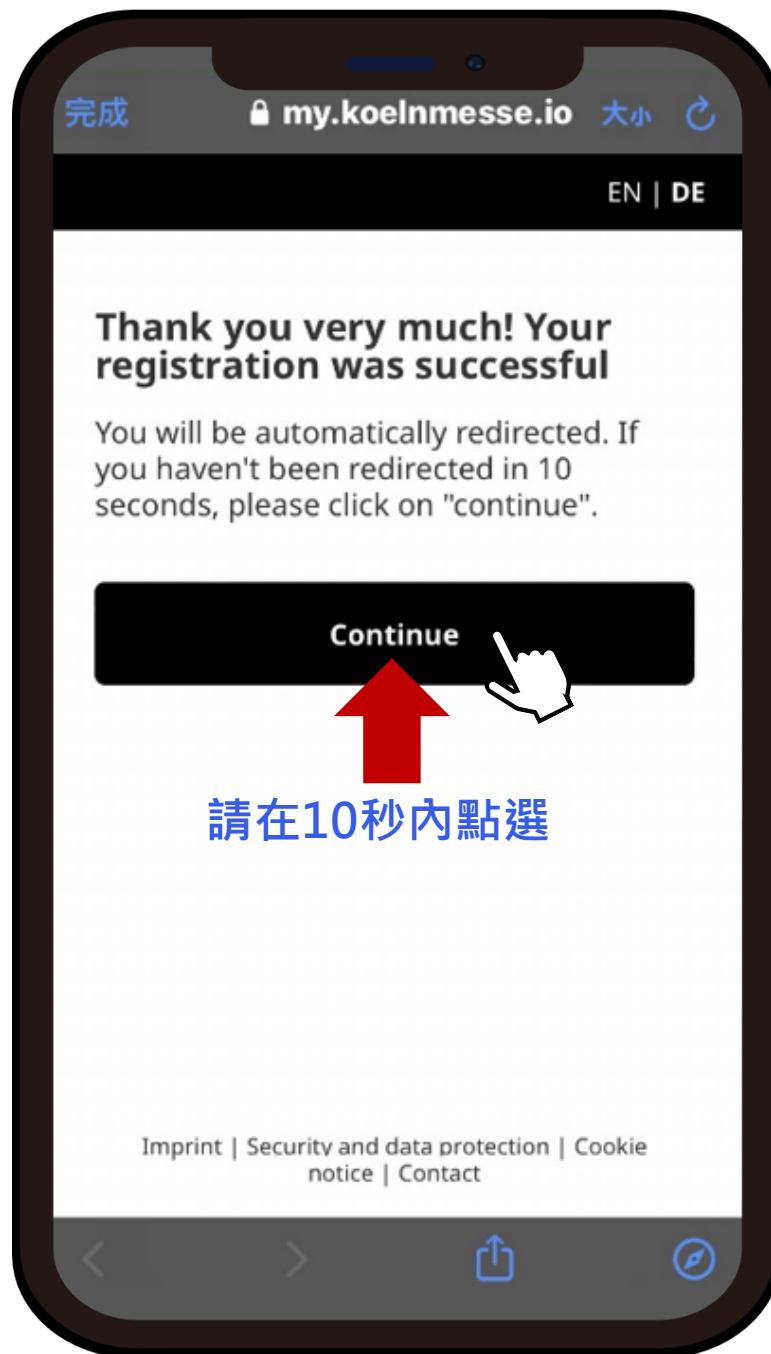 完成 my.koelnmesse.io 大小
EN | DE
Thank you very much! Your
registration was successful
You will be automatically redirected. If
you haven't been redirected in 10
seconds, please click on "continue".
Continue
請在10秒內點選
Imprint | Security and data protection | Cookie
notice | Contact